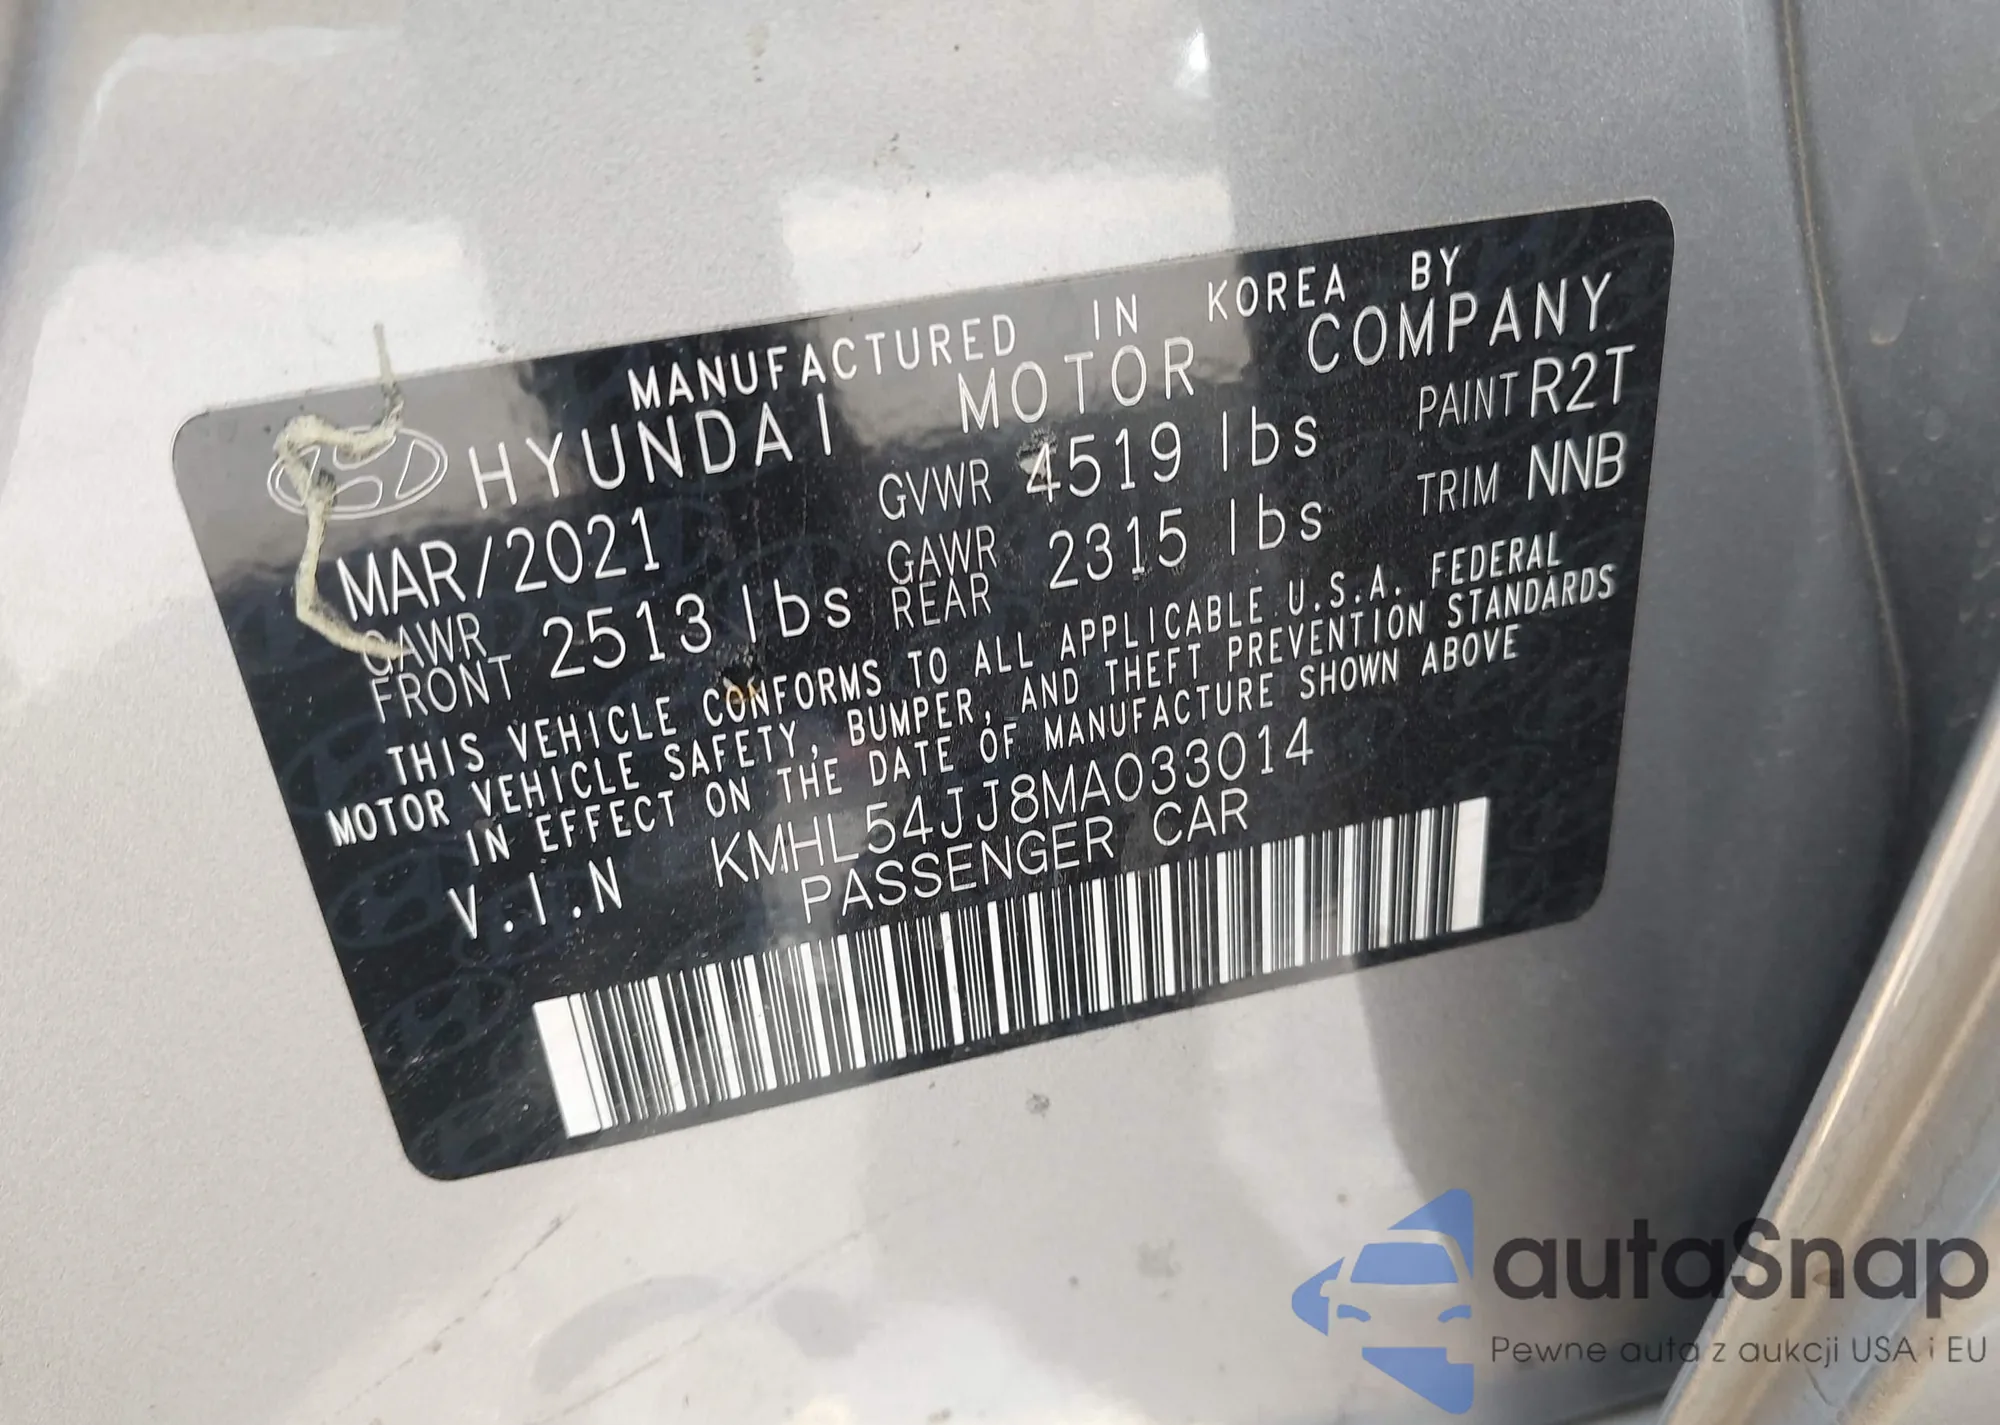 MANUFACTURED IN KOREA BY
HYUNDAI MOTOR COMPANY
MAR/2021 GVWR 4519 lbs PAINT R2T
GAWR FRONT 2513 lbs GAWR REAR 2315 lbs TRIM NNB
THIS VEHICLE CONFORMS TO ALL APPLICABLE U.S.A. FEDERAL
MOTOR VEHICLE SAFETY, BUMPER, AND THEFT PREVENTION STANDARDS
IN EFFECT ON THE DATE OF MANUFACTURE SHOWN ABOVE
V.I.N KMHL54JJ8MA033014
PASSENGER CAR
autaSnap
Pewne auta z aukcji USA i EU